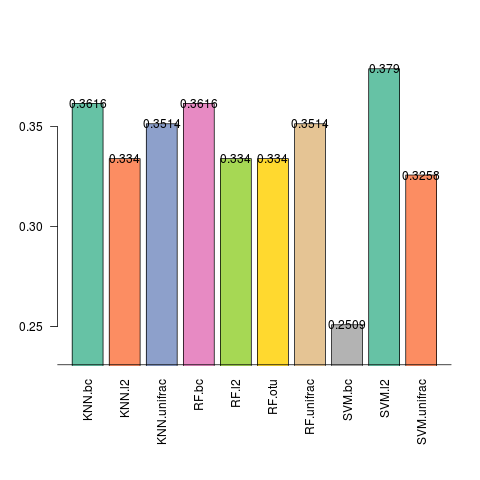 0.379
0.3616
0.3616
0.3514
0.3514
0.334
0.334
0.334
0.3258
0.2509
0.35
0.30
0.25
KNN.bc
KNN.l2
KNN.unifrac
RF.bc
RF.l2
RF.otu
RF.unifrac
SVM.bc
SVM.l2
SVM.unifrac